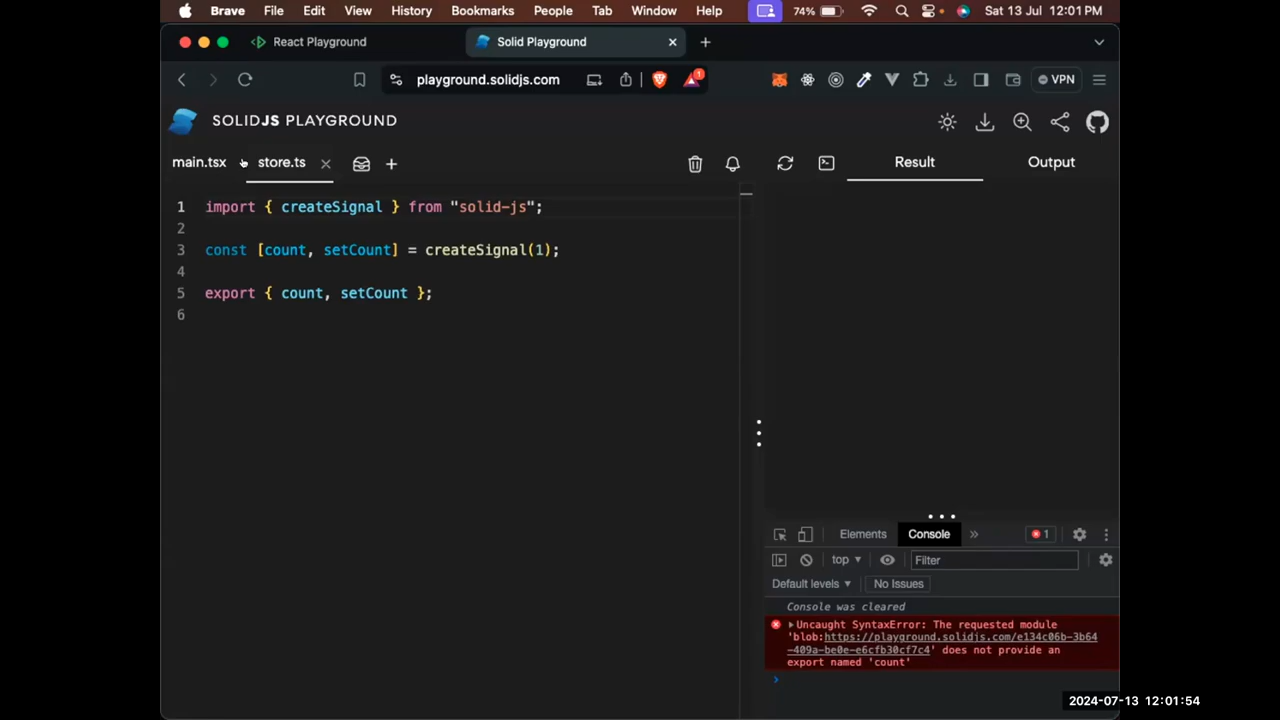 Brave File Edit View History Bookmarks People Tab Window Help 74% Sat 13 Jul 12:01 PM
React Playground Solid Playground
playground.solidjs.com 1 VPN
SOLIDJS PLAYGROUND
main.tsx store.ts Result Output
1 import { createSignal } from "solid-js";
2
3 const [count, setCount] = createSignal(1);
4
5 export { count, setCount };
6
Elements Console » 1
top Filter
Default levels No Issues
Console was cleared
Uncaught SyntaxError: The requested module
'blob:https://playground.solidjs.com/e134c06b-3b64
-409a-be0e-e6cfb30cf7c4' does not provide an
export named 'count'
2024-07-13 12:01:54